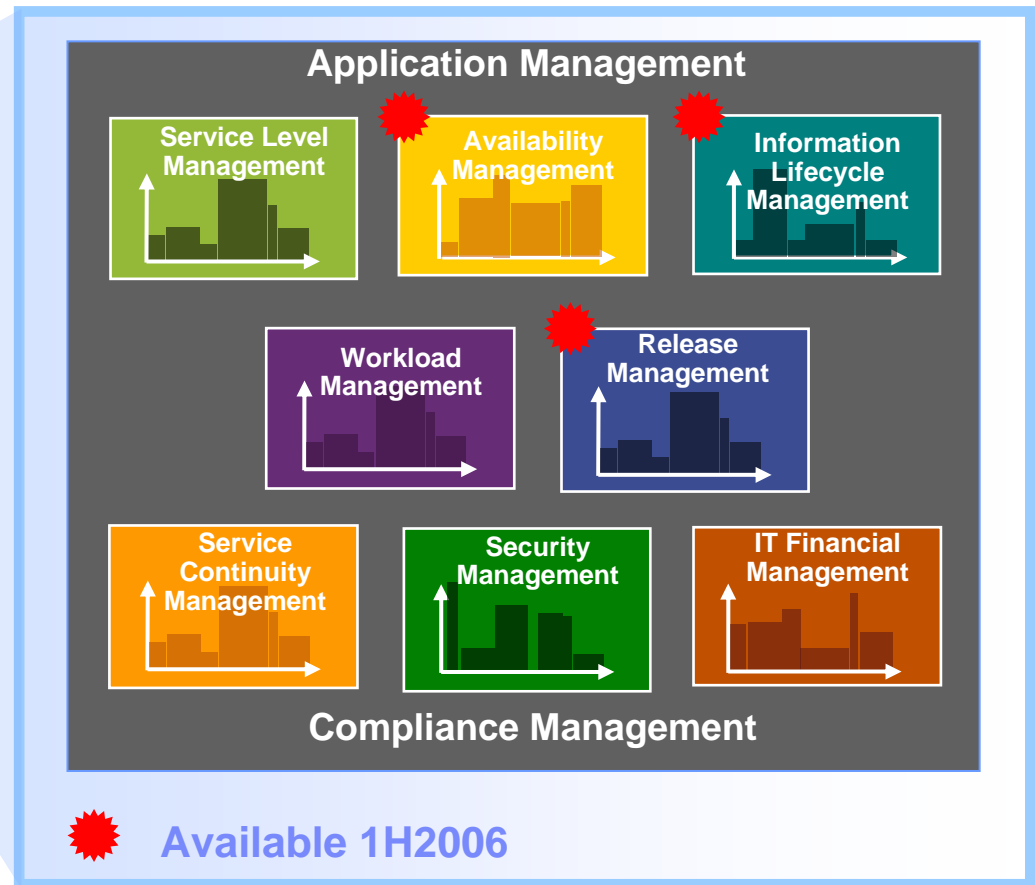 Application Management
Service Level
Management
Availability
Management
Information
Lifecycle
Management
Workload
Management
Release
Management
Service
Continuity
Management
Security
Management
IT Financial
Management
Compliance Management
Available 1H2006